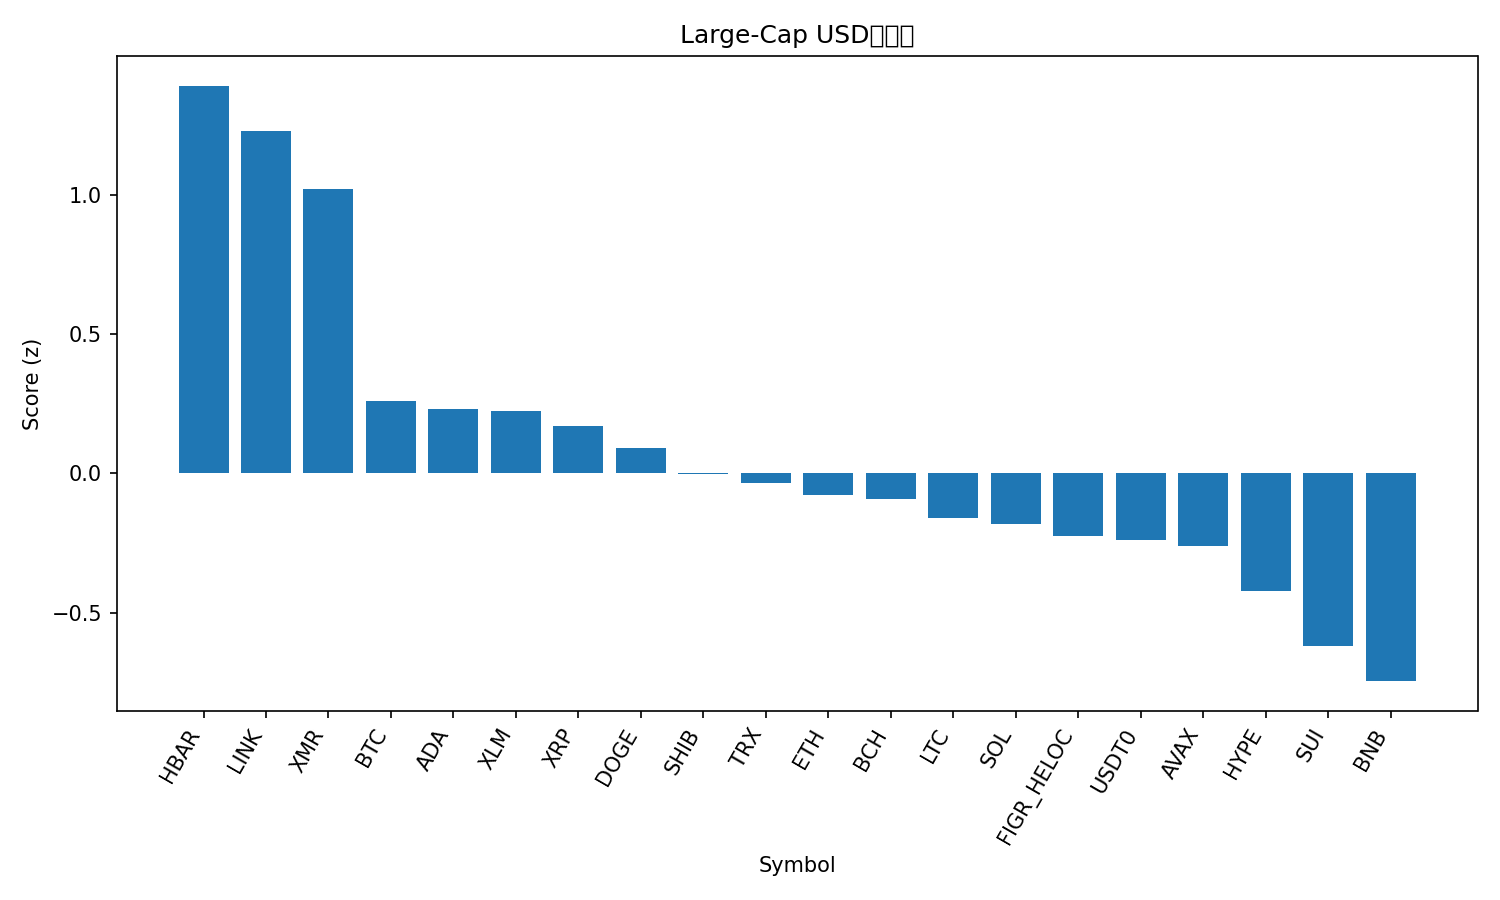 Large-Cap USD
Score (z)
1.0
0.5
0.0
−0.5
HBAR
LINK
XMR
BTC
ADA
XLM
XRP
DOGE
SHIB
TRX
ETH
BCH
LTC
SOL
FIGR_HELOC
USDT0
AVAX
HYPE
SUI
BNB
Symbol